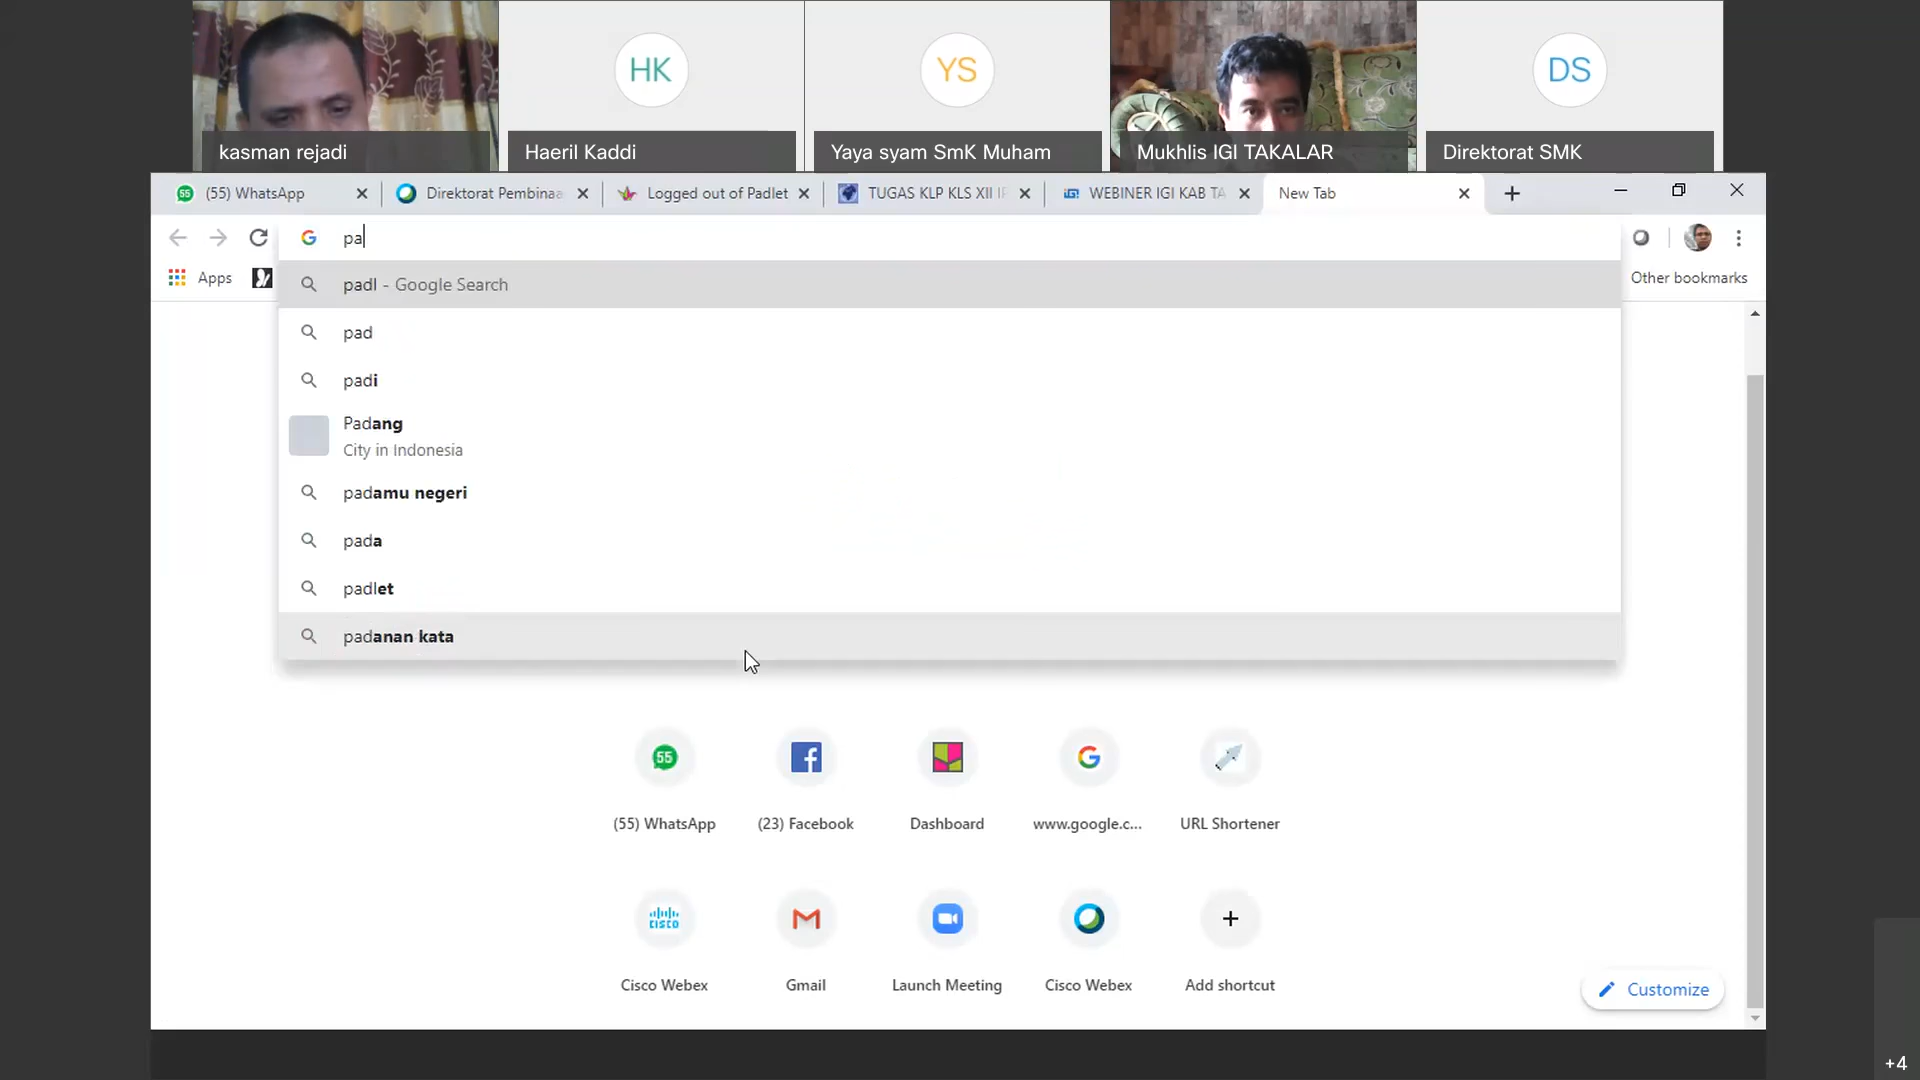 HK
YS
DS
kasman rejadi
Haeril Kaddi
Yaya syam SmK Muham
Mukhlis IGI TAKALAR
Direktorat SMK
(55) WhatsApp
Direktorat Pembinaa
Logged out of Padlet
TUGAS KLP KLS XII IP
WEBINER IGI KAB TA
New Tab
pa
Apps
Other bookmarks
padl - Google Search
pad
padi
Padang
City in Indonesia
padamu negeri
pada
padlet
padanan kata
(55) WhatsApp
(23) Facebook
Dashboard
www.google.c...
URL Shortener
Cisco Webex
Gmail
Launch Meeting
Cisco Webex
Add shortcut
Customize
+4